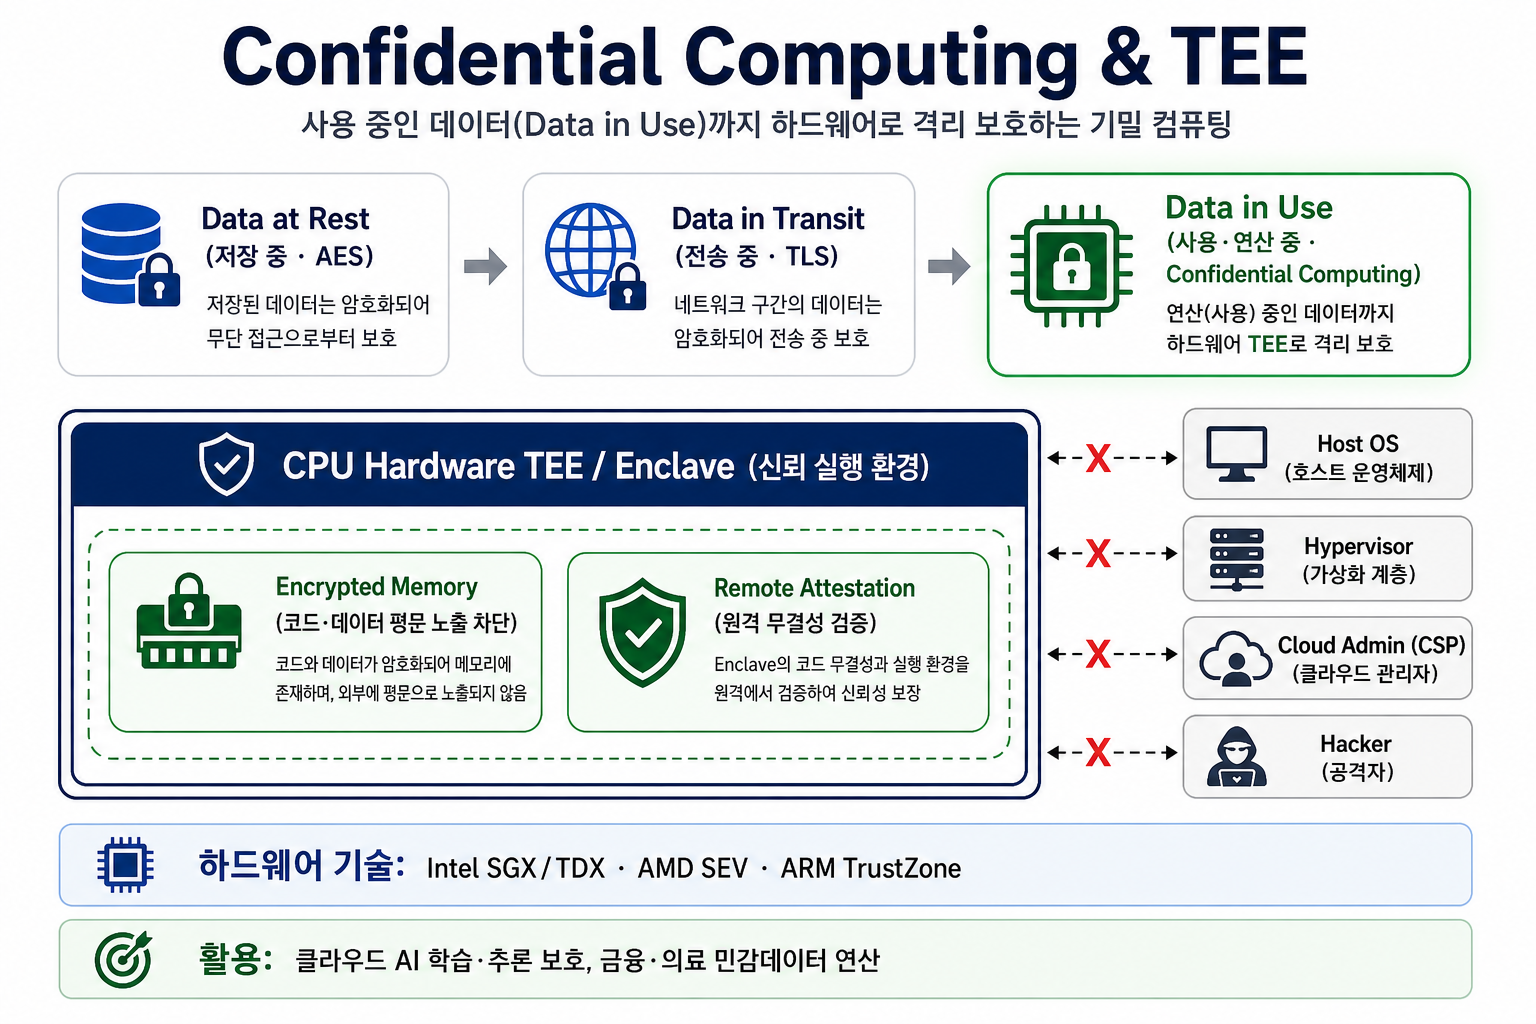 Confidential Computing & TEE
사용 중인 데이터(Data in Use)까지 하드웨어로 격리 보호하는 기밀 컴퓨팅
Data at Rest
(저장 중 · AES)
저장된 데이터는 암호화되어
무단 접근으로부터 보호
Data in Transit
(전송 중 · TLS)
네트워크 구간의 데이터는
암호화되어 전송 중 보호
Data in Use
(사용·연산 중 ·
Confidential Computing)
연산(사용) 중인 데이터까지
하드웨어 TEE로 격리 보호
CPU Hardware TEE / Enclave (신뢰 실행 환경)
Encrypted Memory
(코드·데이터 평문 노출 차단)
코드와 데이터가 암호화되어 메모리에
존재하며, 외부에 평문으로 노출되지 않음
Remote Attestation
(원격 무결성 검증)
Enclave의 코드 무결성과 실행 환경을
원격에서 검증하여 신뢰성 보장
X
Host OS
(호스트 운영체제)
X
Hypervisor
(가상화 계층)
X
Cloud Admin (CSP)
(클라우드 관리자)
X
Hacker
(공격자)
하드웨어 기술: Intel SGX / TDX · AMD SEV · ARM TrustZone
활용: 클라우드 AI 학습·추론 보호, 금융·의료 민감데이터 연산